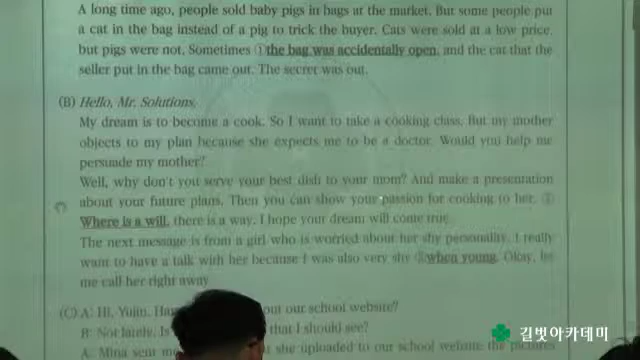 A long time ago, people sold baby pigs in bags at the market. But some people put
a cat in the bag instead of a pig to trick the buyer. Cats were sold at a low price,
but pigs were not. Sometimes ①the bag was accidentally open, and the cat that the
seller put in the bag came out. The secret was out.
(B) Hello, Mr. Solutions.
My dream is to become a cook. So I want to take a cooking class. But my mother
objects to my plan because she expects me to be a doctor. Would you help me
persuade my mother?
Well, why don't you serve your best dish to your mom? And make a presentation
about your future plans. Then you can show your passion for cooking to her. ②
Where is a will, there is a way. I hope your dream will come true.
The next message is from a girl who is worried about her shy personality. I really
want to have a talk with her because I was also very shy ③when young. Okay, let
me call her right away.
(C) A: Hi, Yujin. out our school website?
B: Not lately. Is that I should see?
A: Mina sent me she uploaded to our school website. the pictures
길벗아카데미